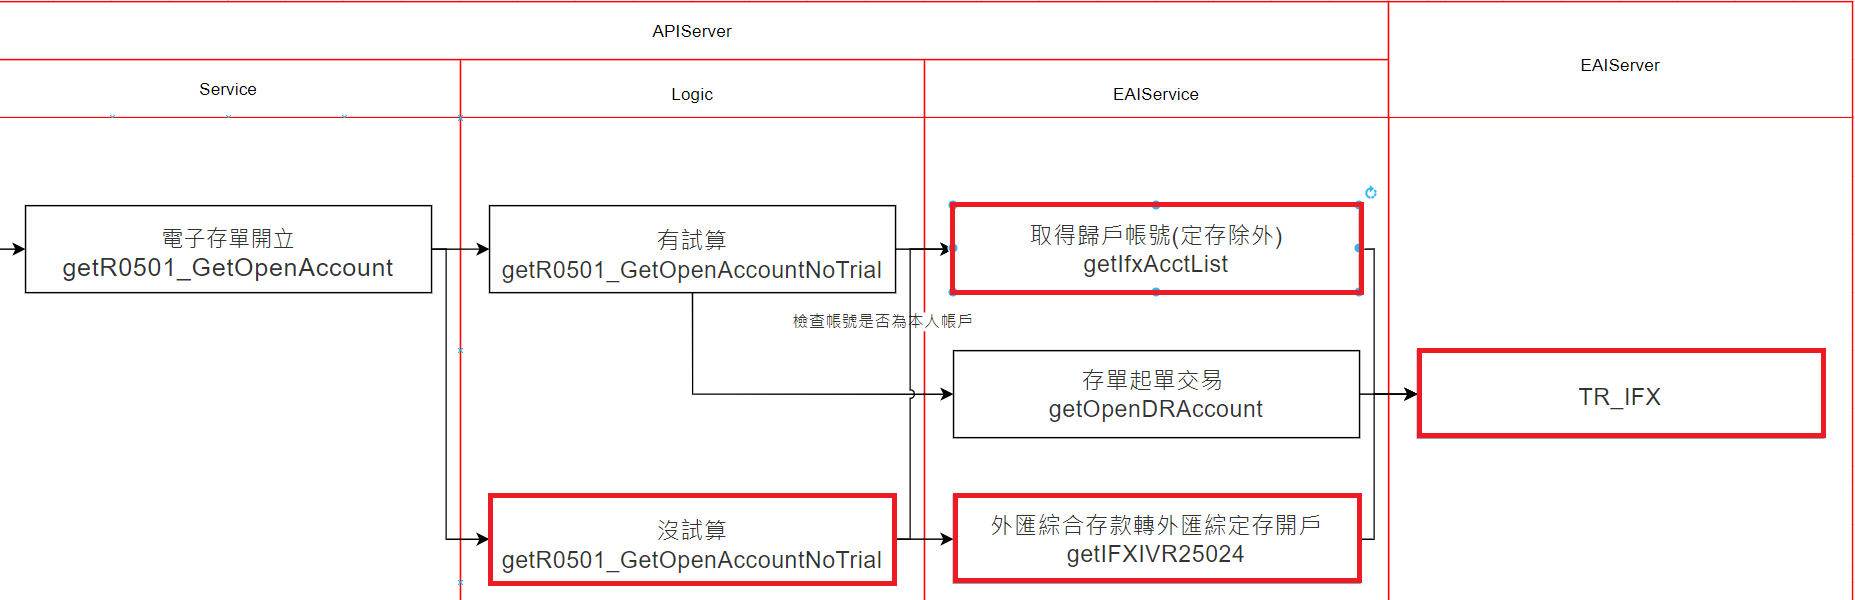 APIServer
EAIServer
Service
Logic
EAIService
電子存單開立
getR0501_GetOpenAccount
有試算
getR0501_GetOpenAccountNoTrial
取得歸戶帳號(定存除外)
getIfxAcctList
檢查帳號是否為本人帳戶
存單起單交易
getOpenDRAccount
TR_IFX
沒試算
getR0501_GetOpenAccountNoTrial
外匯綜合存款轉外匯綜定存開戶
getIFXIVR25024